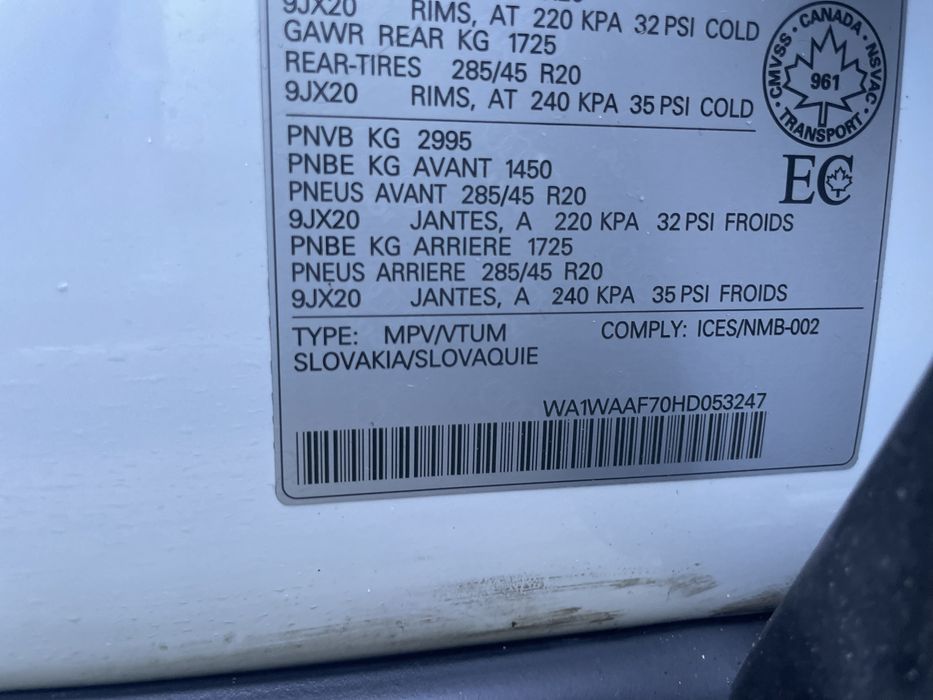 9JX20 RIMS, AT 220 KPA 32 PSI COLD
GAWR REAR KG 1725
REAR-TIRES 285/45 R20
9JX20 RIMS, AT 240 KPA 35 PSI COLD
CMVSS · CANADA · NSVAC · TRANSPORT ·
961
EC
PNVB KG 2995
PNBE KG AVANT 1450
PNEUS AVANT 285/45 R20
9JX20 JANTES, A 220 KPA 32 PSI FROIDS
PNBE KG ARRIERE 1725
PNEUS ARRIERE 285/45 R20
9JX20 JANTES, A 240 KPA 35 PSI FROIDS
TYPE: MPV/VTUM COMPLY: ICES/NMB-002
SLOVAKIA/SLOVAQUIE
WA1WAAF70HD053247